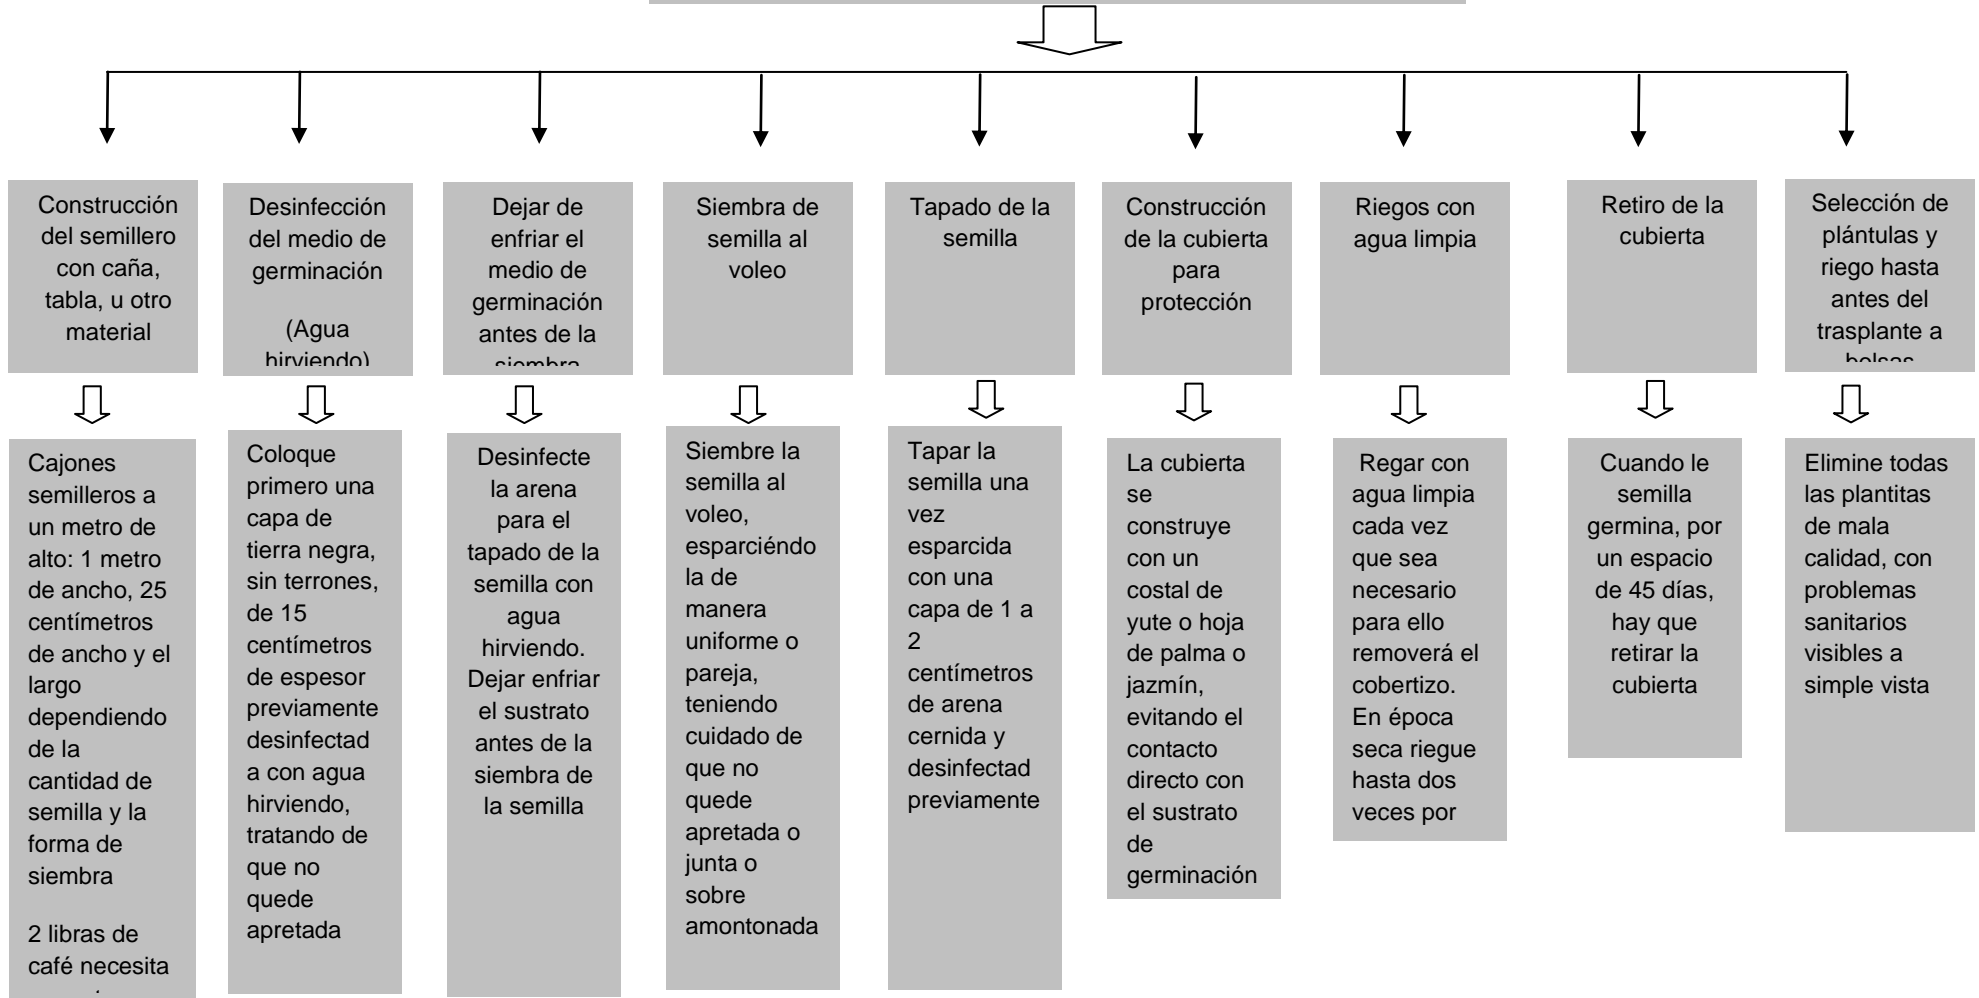 Construcción
del semillero
con caña,
tabla, u otro
material
Desinfección
del medio de
germinación
(Agua
hirviendo)
Dejar de
enfriar el
medio de
germinación
antes de la
siembra
Siembra de
semilla al
voleo
Tapado de la
semilla
Construcción
de la cubierta
para
protección
Riegos con
agua limpia
Retiro de la
cubierta
Selección de
plántulas y
riego hasta
antes del
trasplante a
bolsas
Cajones
semilleros a
un metro de
alto: 1 metro
de ancho, 25
centímetros
de ancho y el
largo
dependiendo
de la
cantidad de
semilla y la
forma de
siembra
2 libras de
café necesita
Coloque
primero una
capa de
tierra negra,
sin terrones,
de 15
centímetros
de espesor
previamente
desinfectad
a con agua
hirviendo,
tratando de
que no
quede
apretada
Desinfecte
la arena
para el
tapado de la
semilla con
agua
hirviendo.
Dejar enfriar
el sustrato
antes de la
siembra de
la semilla
Siembre la
semilla al
voleo,
esparciéndo
la de
manera
uniforme o
pareja,
teniendo
cuidado de
que no
quede
apretada o
junta o
sobre
amontonada
Tapar la
semilla una
vez
esparcida
con una
capa de 1 a
2
centímetros
de arena
cernida y
desinfectad
previamente
La cubierta
se
construye
con un
costal de
yute o hoja
de palma o
jazmín,
evitando el
contacto
directo con
el sustrato
de
germinación
Regar con
agua limpia
cada vez
que sea
necesario
para ello
removerá el
cobertizo.
En época
seca riegue
hasta dos
veces por
Cuando le
semilla
germina, por
un espacio
de 45 días,
hay que
retirar la
cubierta
Elimine todas
las plantitas
de mala
calidad, con
problemas
sanitarios
visibles a
simple vista